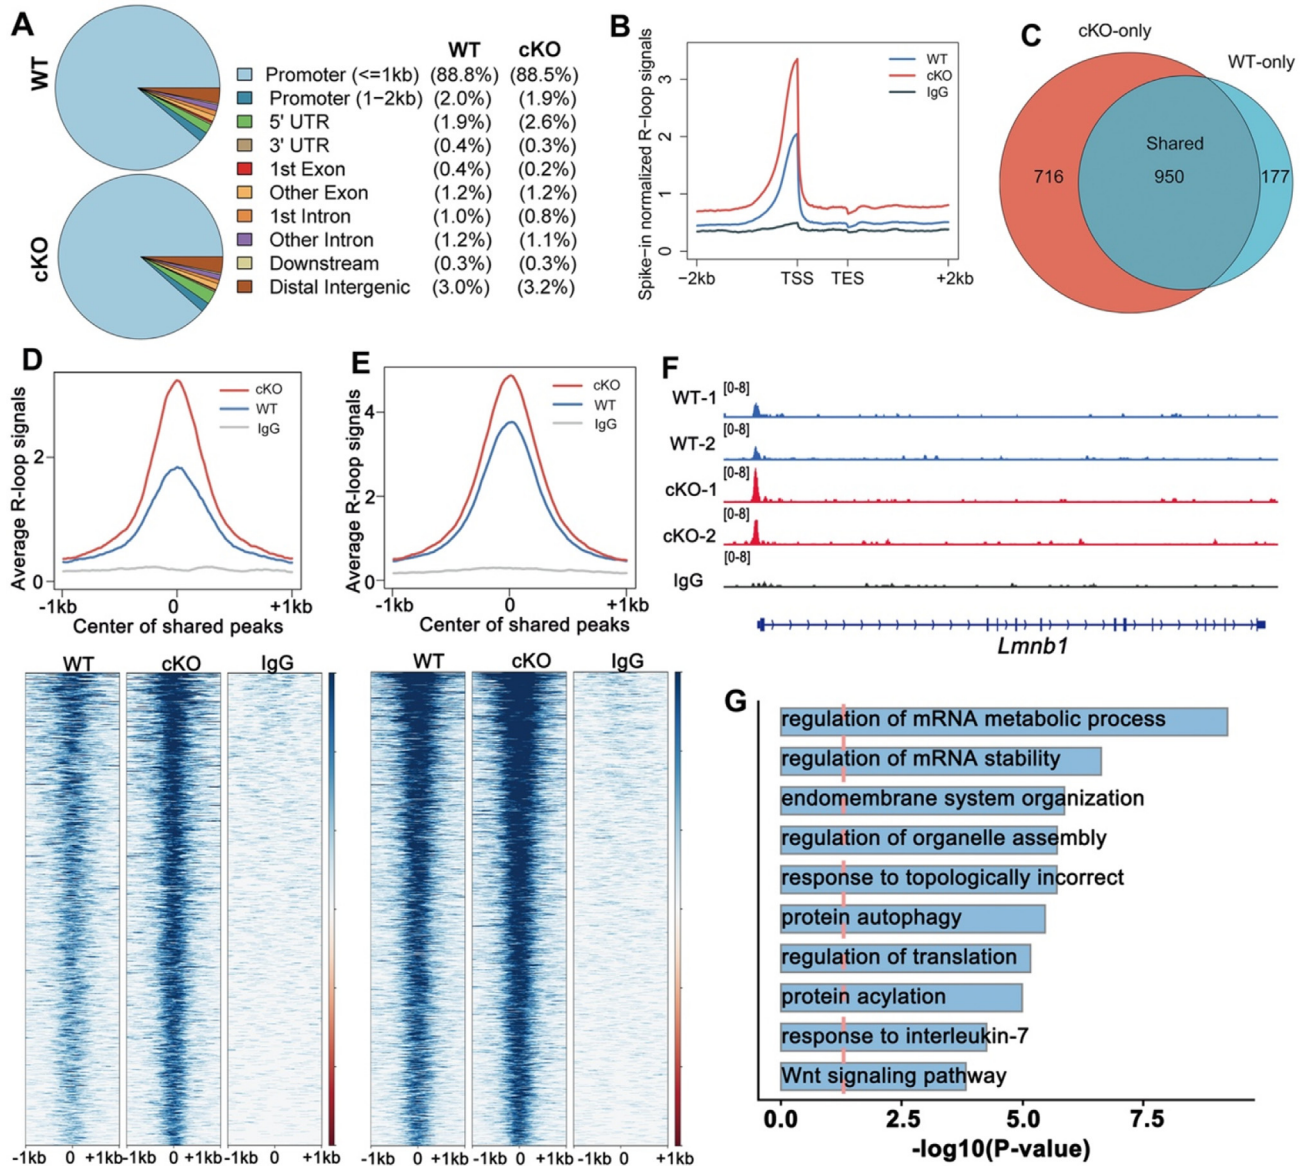 A
WT
cKO
WT cKO
Promoter (<=1kb) (88.8%) (88.5%)
Promoter (1−2kb) (2.0%) (1.9%)
5' UTR (1.9%) (2.6%)
3' UTR (0.4%) (0.3%)
1st Exon (0.4%) (0.2%)
Other Exon (1.2%) (1.2%)
1st Intron (1.0%) (0.8%)
Other Intron (1.2%) (1.1%)
Downstream (0.3%) (0.3%)
Distal Intergenic (3.0%) (3.2%)
B
Spike−in normalized R−loop signals
3
2
1
0
WT
cKO
IgG
−2kb TSS TES +2kb
C
cKO-only
WT-only
Shared
716 950 177
D
Average R-loop signals
2
0
cKO
WT
IgG
-1kb 0 +1kb
Center of shared peaks
WT cKO IgG
-1kb 0 +1kb -1kb 0 +1kb -1kb 0 +1kb
E
Average R-loop signals
4
2
0
cKO
WT
IgG
-1kb 0 +1kb
Center of shared peaks
WT cKO IgG
-1kb 0 +1kb -1kb 0 +1kb -1kb 0 +1kb
F
WT-1 [0-8]
WT-2 [0-8]
cKO-1 [0-8]
cKO-2 [0-8]
IgG [0-8]
Lmnb1
G
regulation of mRNA metabolic process
regulation of mRNA stability
endomembrane system organization
regulation of organelle assembly
response to topologically incorrect
protein autophagy
regulation of translation
protein acylation
response to interleukin-7
Wnt signaling pathway
0.0 2.5 5.0 7.5
-log10(P-value)